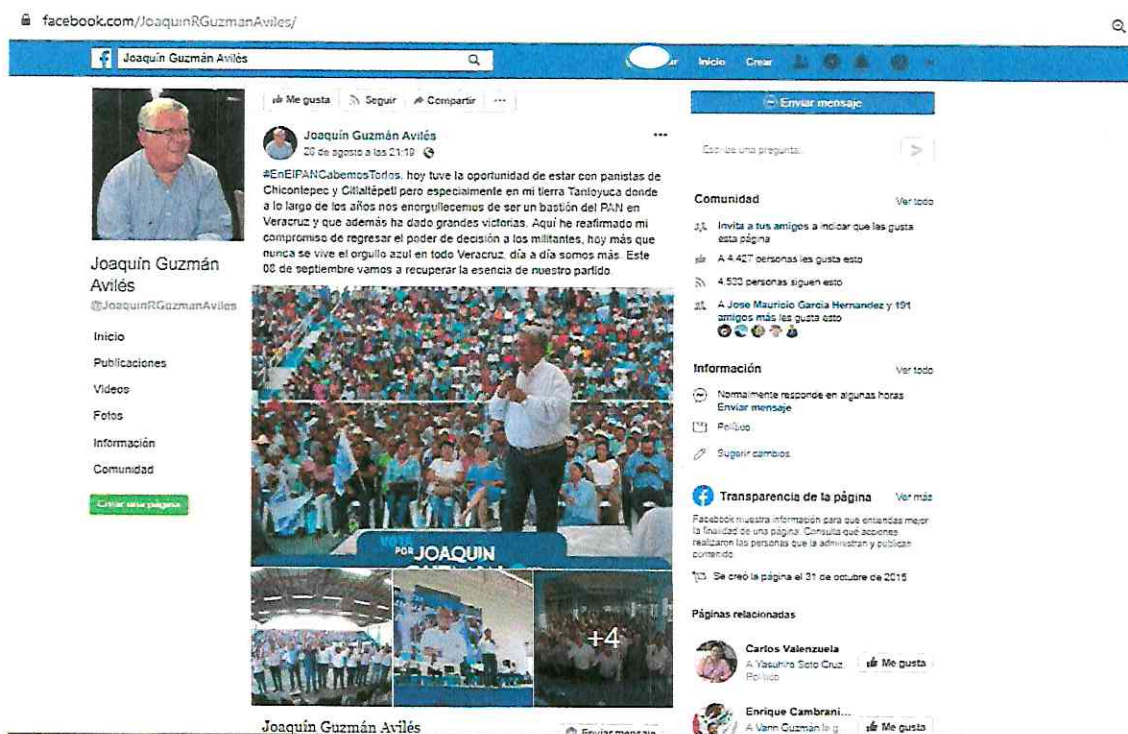 facebook.com/JoaquinRGuzmanAviles/
Joaquín Guzmán Avilés
Inicio Crear
Me gusta Seguir Compartir ...
Enviar mensaje
Joaquín Guzmán Avilés
@JoaquinRGuzmanAviles
Inicio
Publicaciones
Videos
Fotos
Información
Comunidad
Crear una página
Joaquín Guzmán Avilés
26 de agosto a las 21:19
#EnElPANCabemosTodos, hoy tuve la oportunidad de estar con panistas de
Chicontepec y Citlaltépetl pero especialmente en mi tierra Tantoyuca donde
a lo largo de los años nos enorgullecemos de ser un bastión del PAN en
Veracruz y que además ha dado grandes victorias. Aquí he reafirmado mi
compromiso de regresar el poder de decisión a los militantes, hoy más que
nunca se vive el orgullo azul en todo Veracruz, día a día somos más. Este
08 de septiembre vamos a recuperar la esencia de nuestro partido.
VOTA
POR JOAQUIN
+4
Joaquín Guzmán Avilés
Enviar mensaje
Escribe una pregunta.
Comunidad Ver todo
Invita a tus amigos a indicar que les gusta
esta página
A 4.427 personas les gusta esto
4.533 personas siguen esto
A Jose Mauricio Garcia Hernandez y 191
amigos más les gusta esto
Información Ver todo
Normalmente responde en algunas horas
Enviar mensaje
Político
Sugerir cambios
Transparencia de la página Ver más
Facebook muestra información para que entiendas mejor
la finalidad de una página. Consulta qué acciones
realizaron las personas que la administran y publican
contenido.
Se creó la página el 31 de octubre de 2015
Páginas relacionadas
Carlos Valenzuela
A Yasuhiro Soto Cruz
Político
Me gusta
Enrique Cambrani...
A Vann Guzmán le g
Me gusta